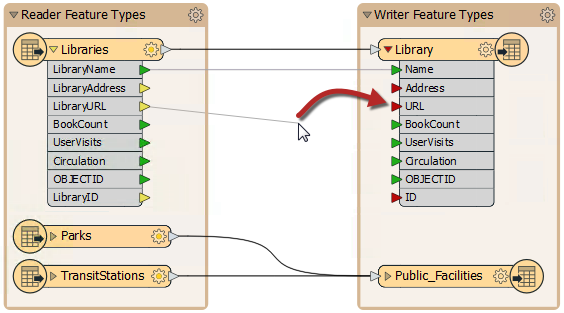 Reader Feature Types
Libraries
LibraryName
LibraryAddress
LibraryURL
BookCount
UserVisits
Circulation
OBJECTID
LibraryID
Parks
TransitStations
Writer Feature Types
Library
Name
Address
URL
BookCount
UserVisits
Circulation
OBJECTID
ID
Public_Facilities